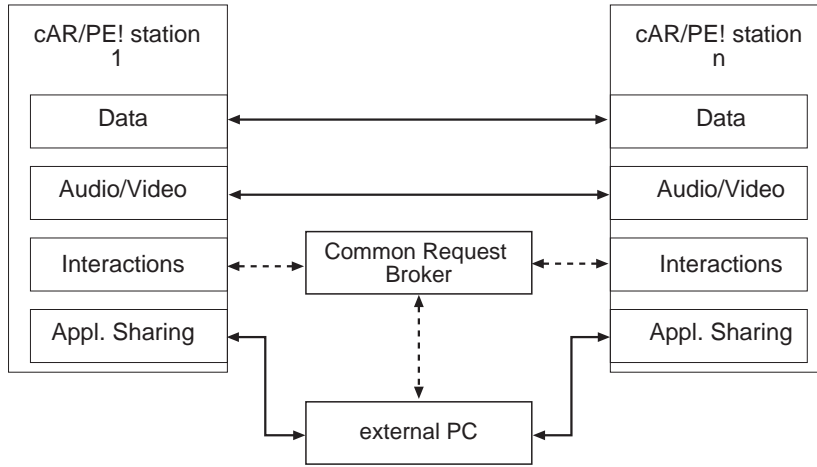 cAR/PE! station
1
Data
Audio/Video
Interactions
Appl. Sharing
Common Request
Broker
external PC
cAR/PE! station
n
Data
Audio/Video
Interactions
Appl. Sharing